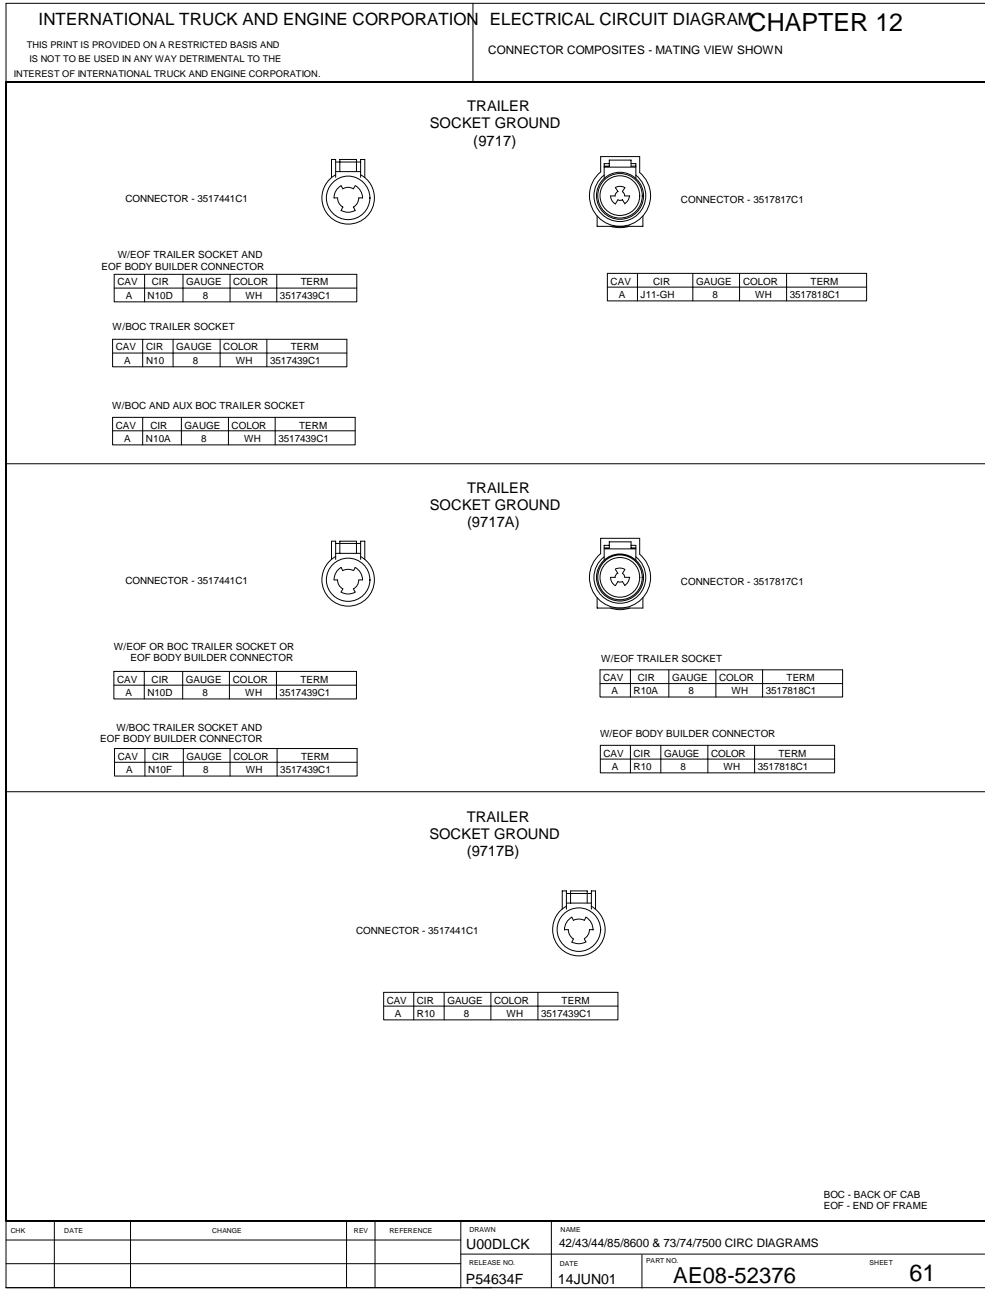 INTERNATIONAL TRUCK AND ENGINE CORPORATION
ELECTRICAL CIRCUIT DIAGRAM
CHAPTER 12
THIS PRINT IS PROVIDED ON A RESTRICTED BASIS AND
IS NOT TO BE USED IN ANY WAY DETRIMENTAL TO THE
INTEREST OF INTERNATIONAL TRUCK AND ENGINE CORPORATION.
CONNECTOR COMPOSITES - MATING VIEW SHOWN
TRAILER
SOCKET GROUND
(9717)
CONNECTOR - 3517441C1
CONNECTOR - 3517817C1
W/EOF TRAILER SOCKET AND
EOF BODY BUILDER CONNECTOR
CAV CIR GAUGE COLOR TERM
A N10D 8 WH 3517439C1
CAV CIR GAUGE COLOR TERM
A J11-GH 8 WH 3517818C1
W/BOC TRAILER SOCKET
CAV CIR GAUGE COLOR TERM
A N10 8 WH 3517439C1
W/BOC AND AUX BOC TRAILER SOCKET
CAV CIR GAUGE COLOR TERM
A N10A 8 WH 3517439C1
TRAILER
SOCKET GROUND
(9717A)
CONNECTOR - 3517441C1
CONNECTOR - 3517817C1
W/EOF OR BOC TRAILER SOCKET OR
EOF BODY BUILDER CONNECTOR
CAV CIR GAUGE COLOR TERM
A N10D 8 WH 3517439C1
W/EOF TRAILER SOCKET
CAV CIR GAUGE COLOR TERM
A R10A 8 WH 3517818C1
W/BOC TRAILER SOCKET AND
EOF BODY BUILDER CONNECTOR
CAV CIR GAUGE COLOR TERM
A N10F 8 WH 3517439C1
W/EOF BODY BUILDER CONNECTOR
CAV CIR GAUGE COLOR TERM
A R10 8 WH 3517818C1
TRAILER
SOCKET GROUND
(9717B)
CONNECTOR - 3517441C1
CAV CIR GAUGE COLOR TERM
A R10 8 WH 3517439C1
BOC - BACK OF CAB
EOF - END OF FRAME
CHK DATE CHANGE REV REFERENCE
DRAWN
U00DLCK
NAME
42/43/44/85/8600 & 73/74/7500 CIRC DIAGRAMS
RELEASE NO.
P54634F
DATE
14JUN01
PART NO.
AE08-52376
SHEET
61